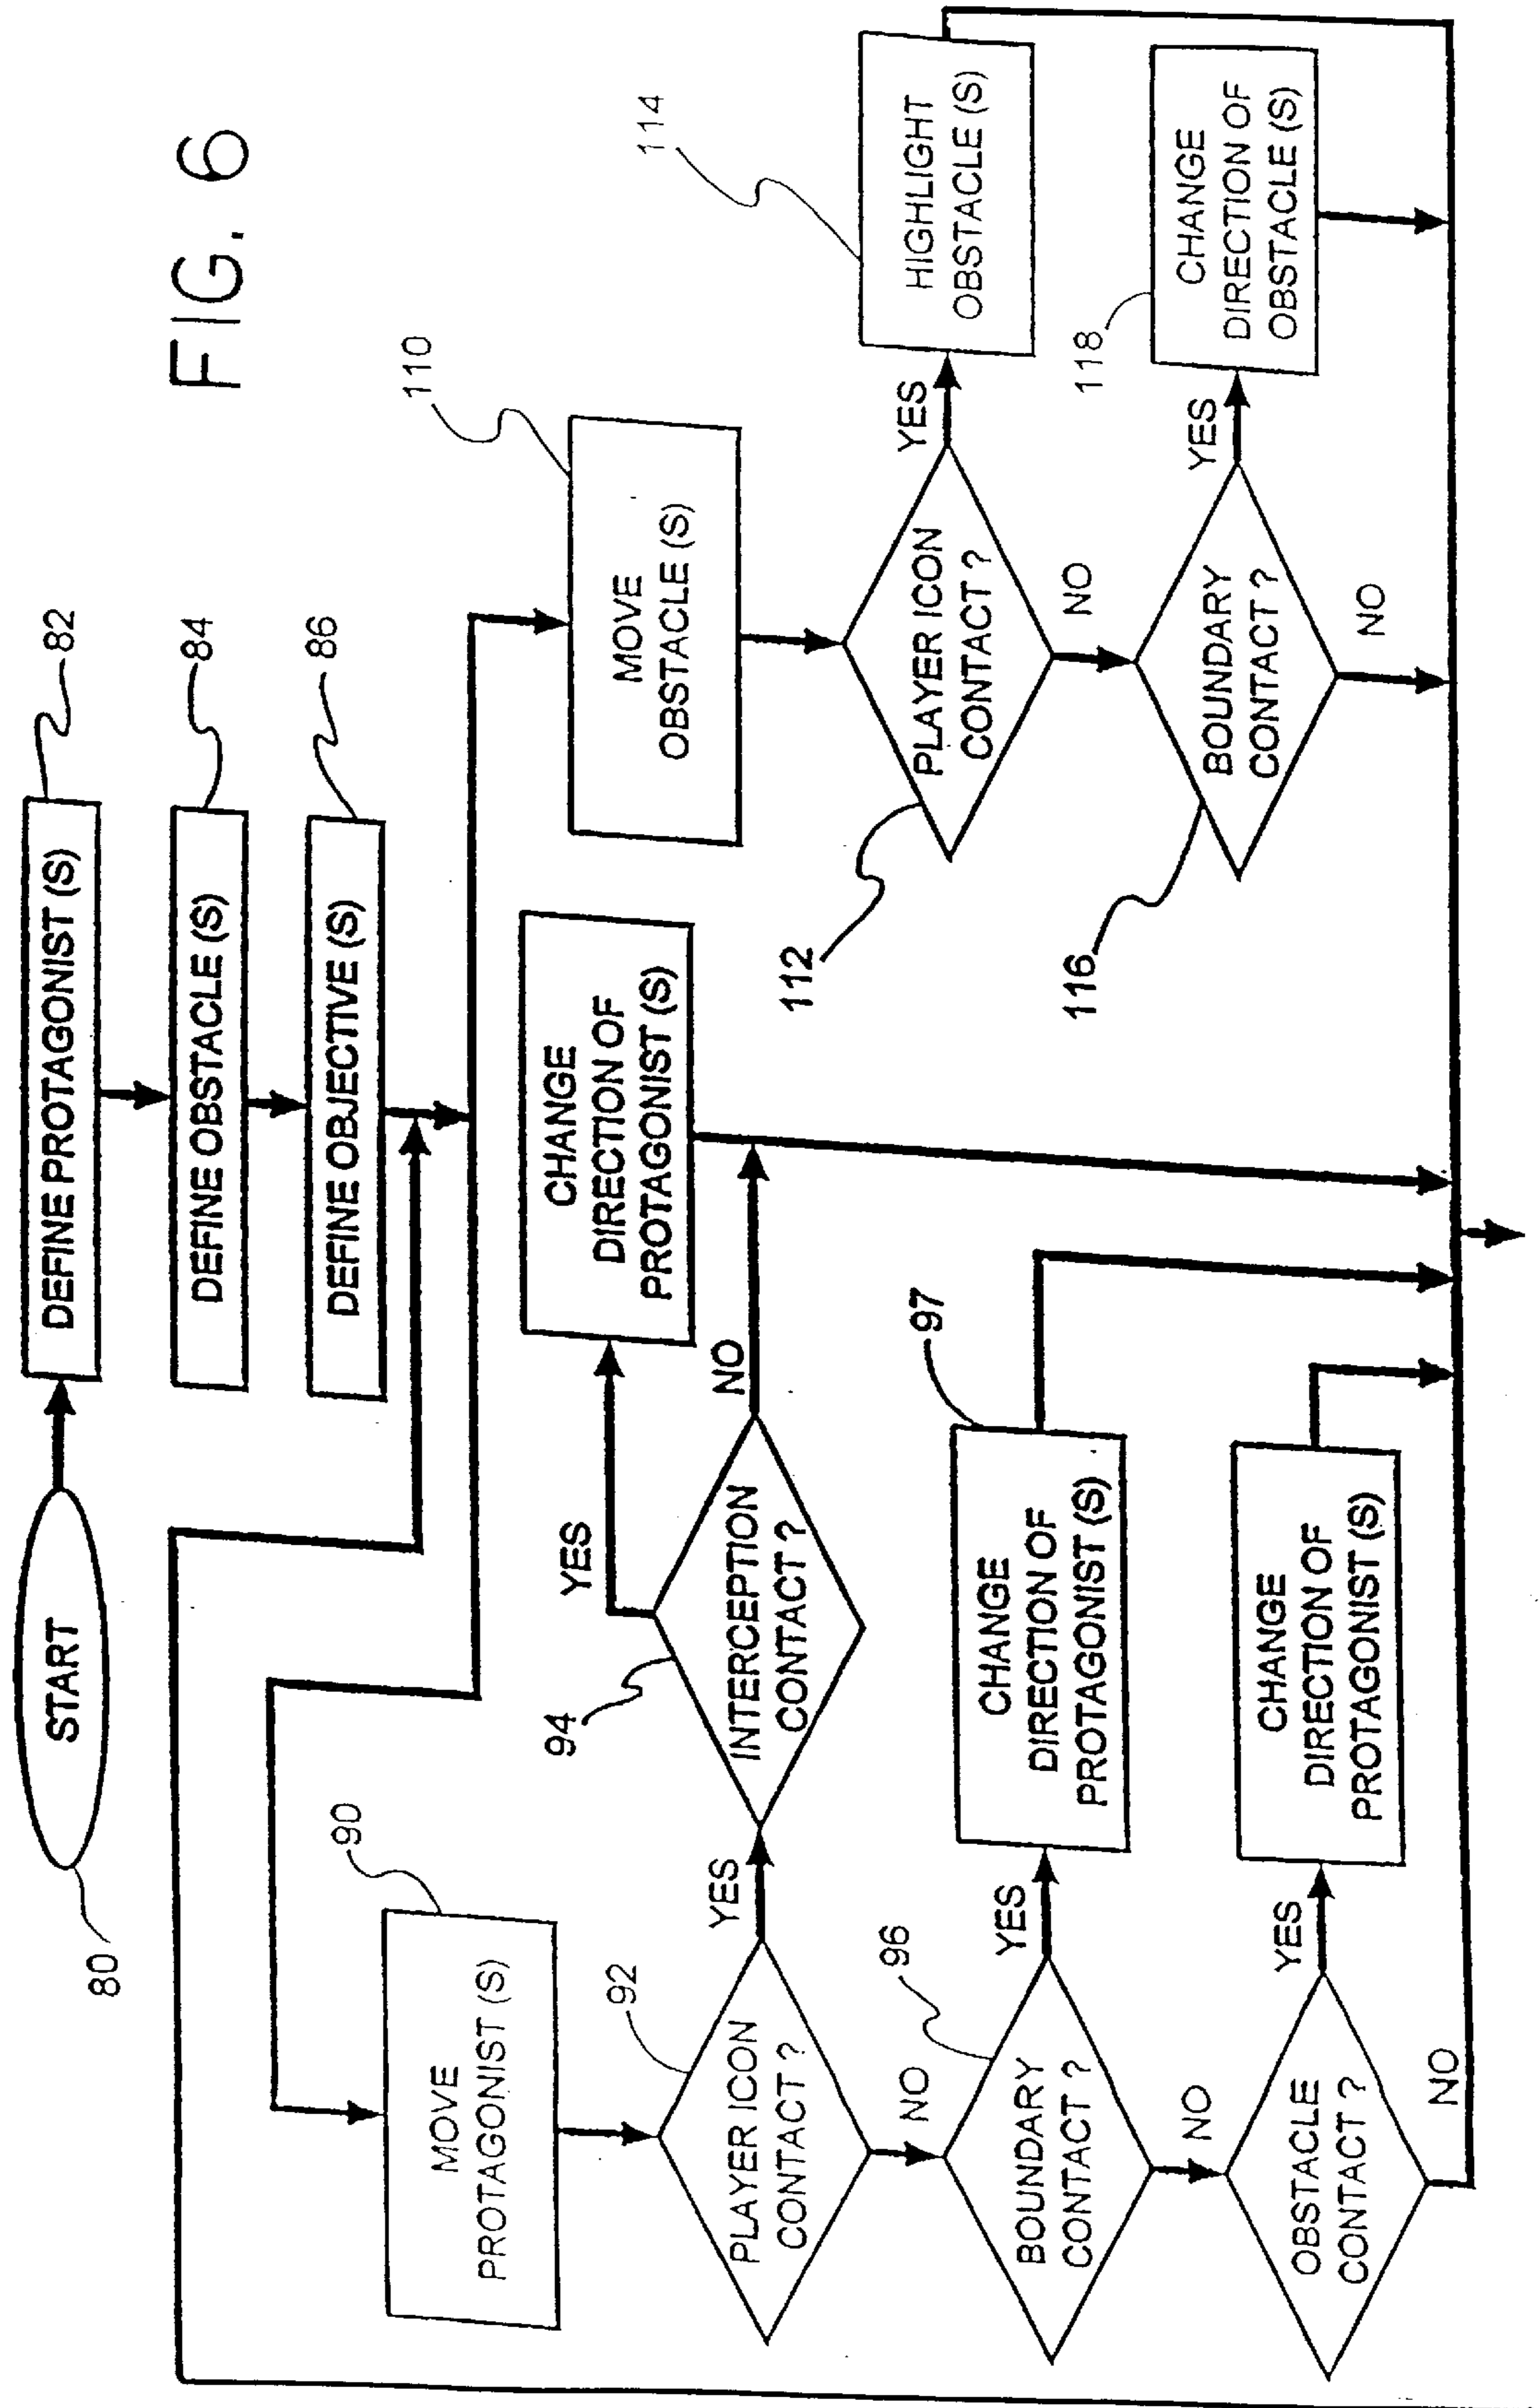 FIG. 6
START
80
DEFINE PROTAGONIST (S)
82
DEFINE OBSTACLE (S)
84
DEFINE OBJECTIVE (S)
86
90
MOVE
PROTAGONIST (S)
92
PLAYER ICON
CONTACT ?
YES
NO
94
INTERCEPTION
CONTACT ?
YES
NO
CHANGE
DIRECTION OF
PROTAGONIST (S)
96
BOUNDARY
CONTACT ?
YES
NO
97
CHANGE
DIRECTION OF
PROTAGONIST (S)
OBSTACLE
CONTACT ?
YES
NO
CHANGE
DIRECTION OF
PROTAGONIST (S)
110
MOVE
OBSTACLE (S)
112
PLAYER ICON
CONTACT ?
YES
NO
114
HIGHLIGHT
OBSTACLE (S)
116
BOUNDARY
CONTACT ?
YES
NO
118
CHANGE
DIRECTION OF
OBSTACLE (S)